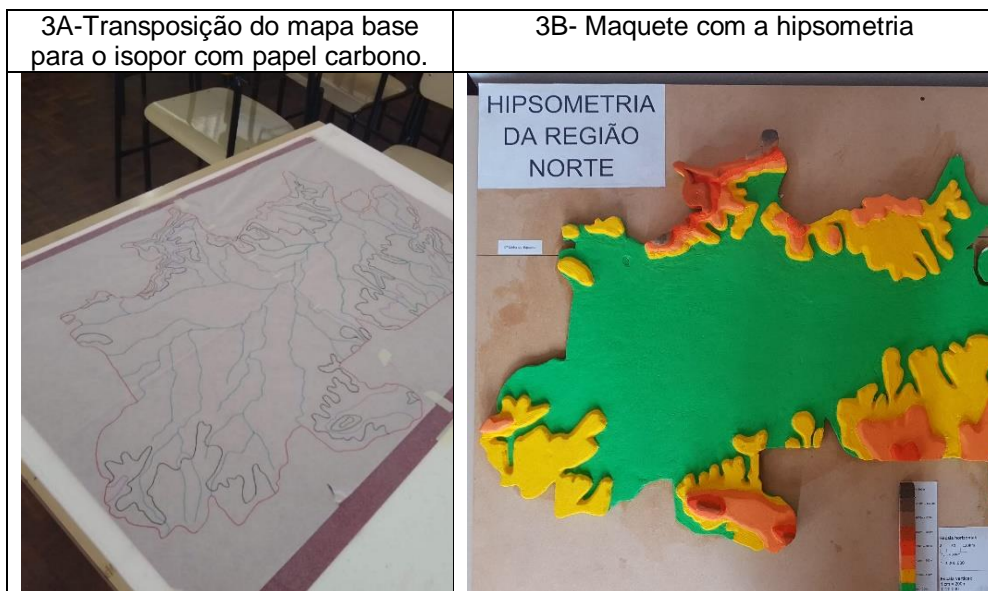 3A-Transposição do mapa base
para o isopor com papel carbono.
3B- Maquete com a hipsometria
HIPSOMETRIA
DA REGIÃO
NORTE